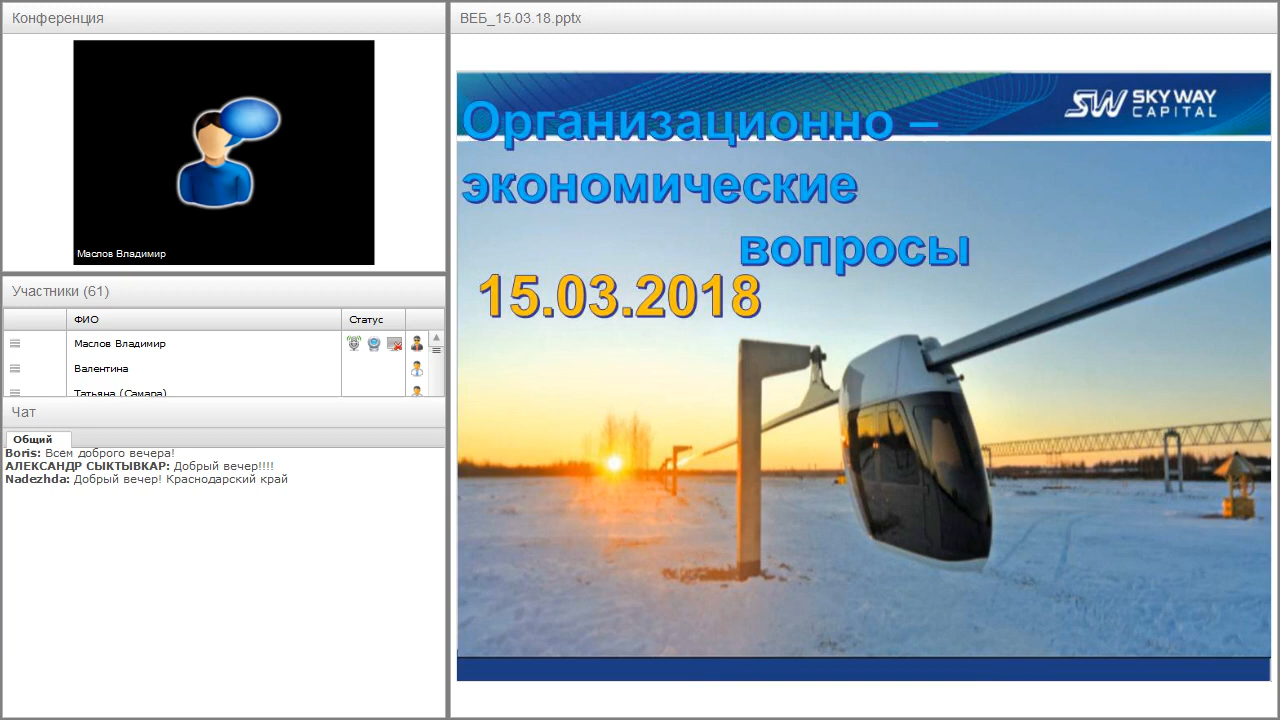 Конференция
Маслов Владимир
Участники (61)
ФИО
Статус
Маслов Владимир
Валентина
Татьяна (Самара)
Чат
Общий
Boris: Всем доброго вечера!
АЛЕКСАНДР СЫКТЫВКАР: Добрый вечер!!!!
Nadezhda: Добрый вечер! Краснодарский край
ВЕБ_15.03.18.pptx
SW SKY WAY
CAPITAL
Организационно –
экономические
вопросы
15.03.2018